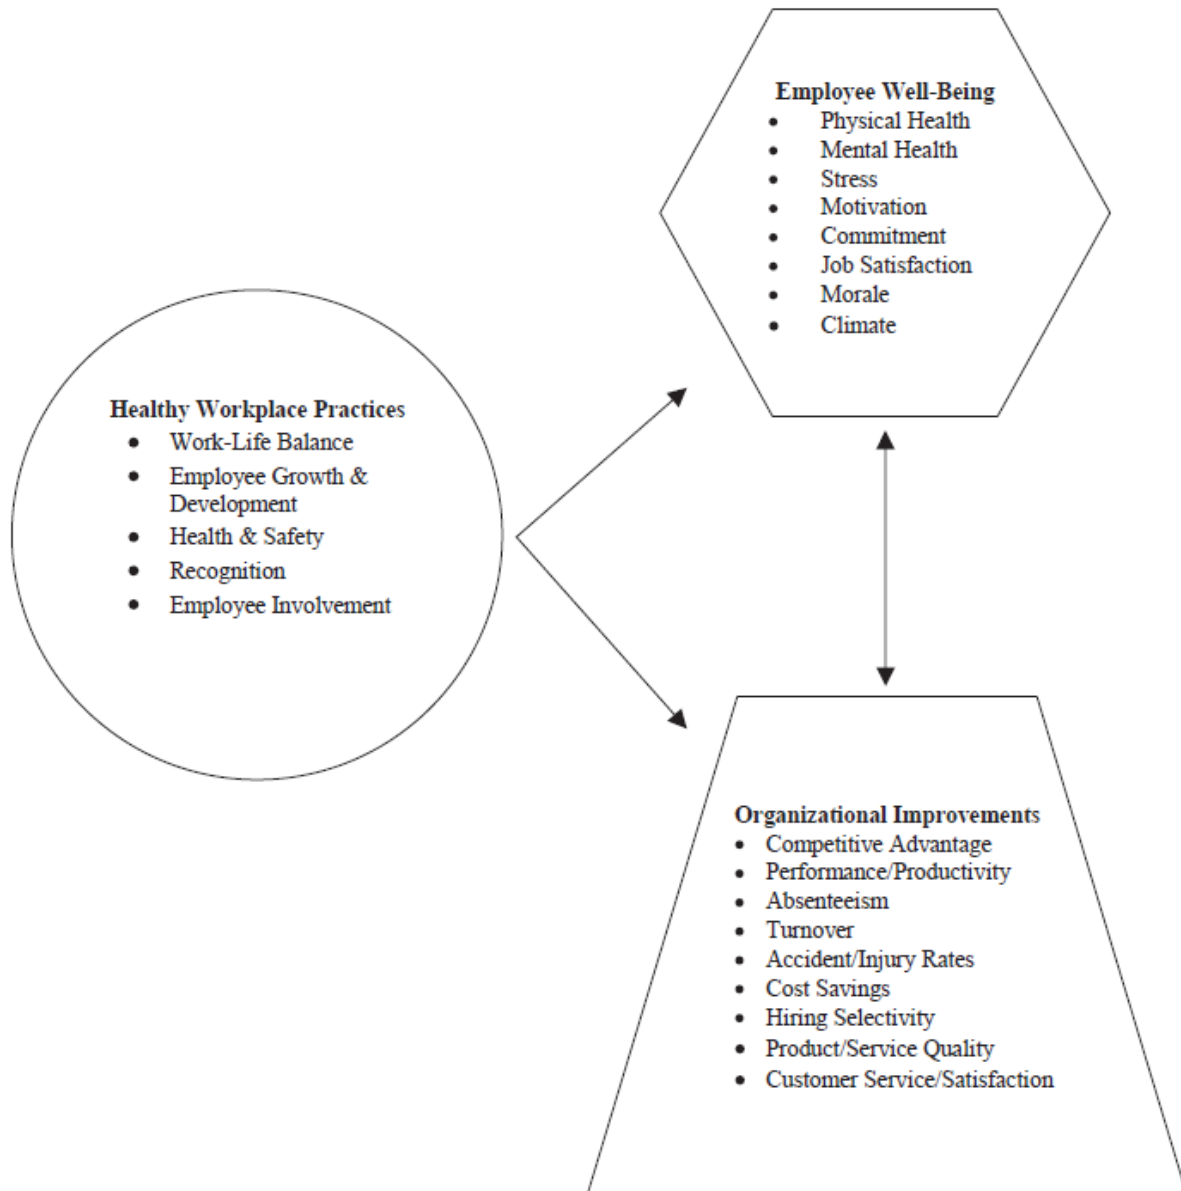 Employee Well-Being
• Physical Health
• Mental Health
• Stress
• Motivation
• Commitment
• Job Satisfaction
• Morale
• Climate
Healthy Workplace Practices
• Work-Life Balance
• Employee Growth &
Development
• Health & Safety
• Recognition
• Employee Involvement
Organizational Improvements
• Competitive Advantage
• Performance/Productivity
• Absenteeism
• Turnover
• Accident/Injury Rates
• Cost Savings
• Hiring Selectivity
• Product/Service Quality
• Customer Service/Satisfaction